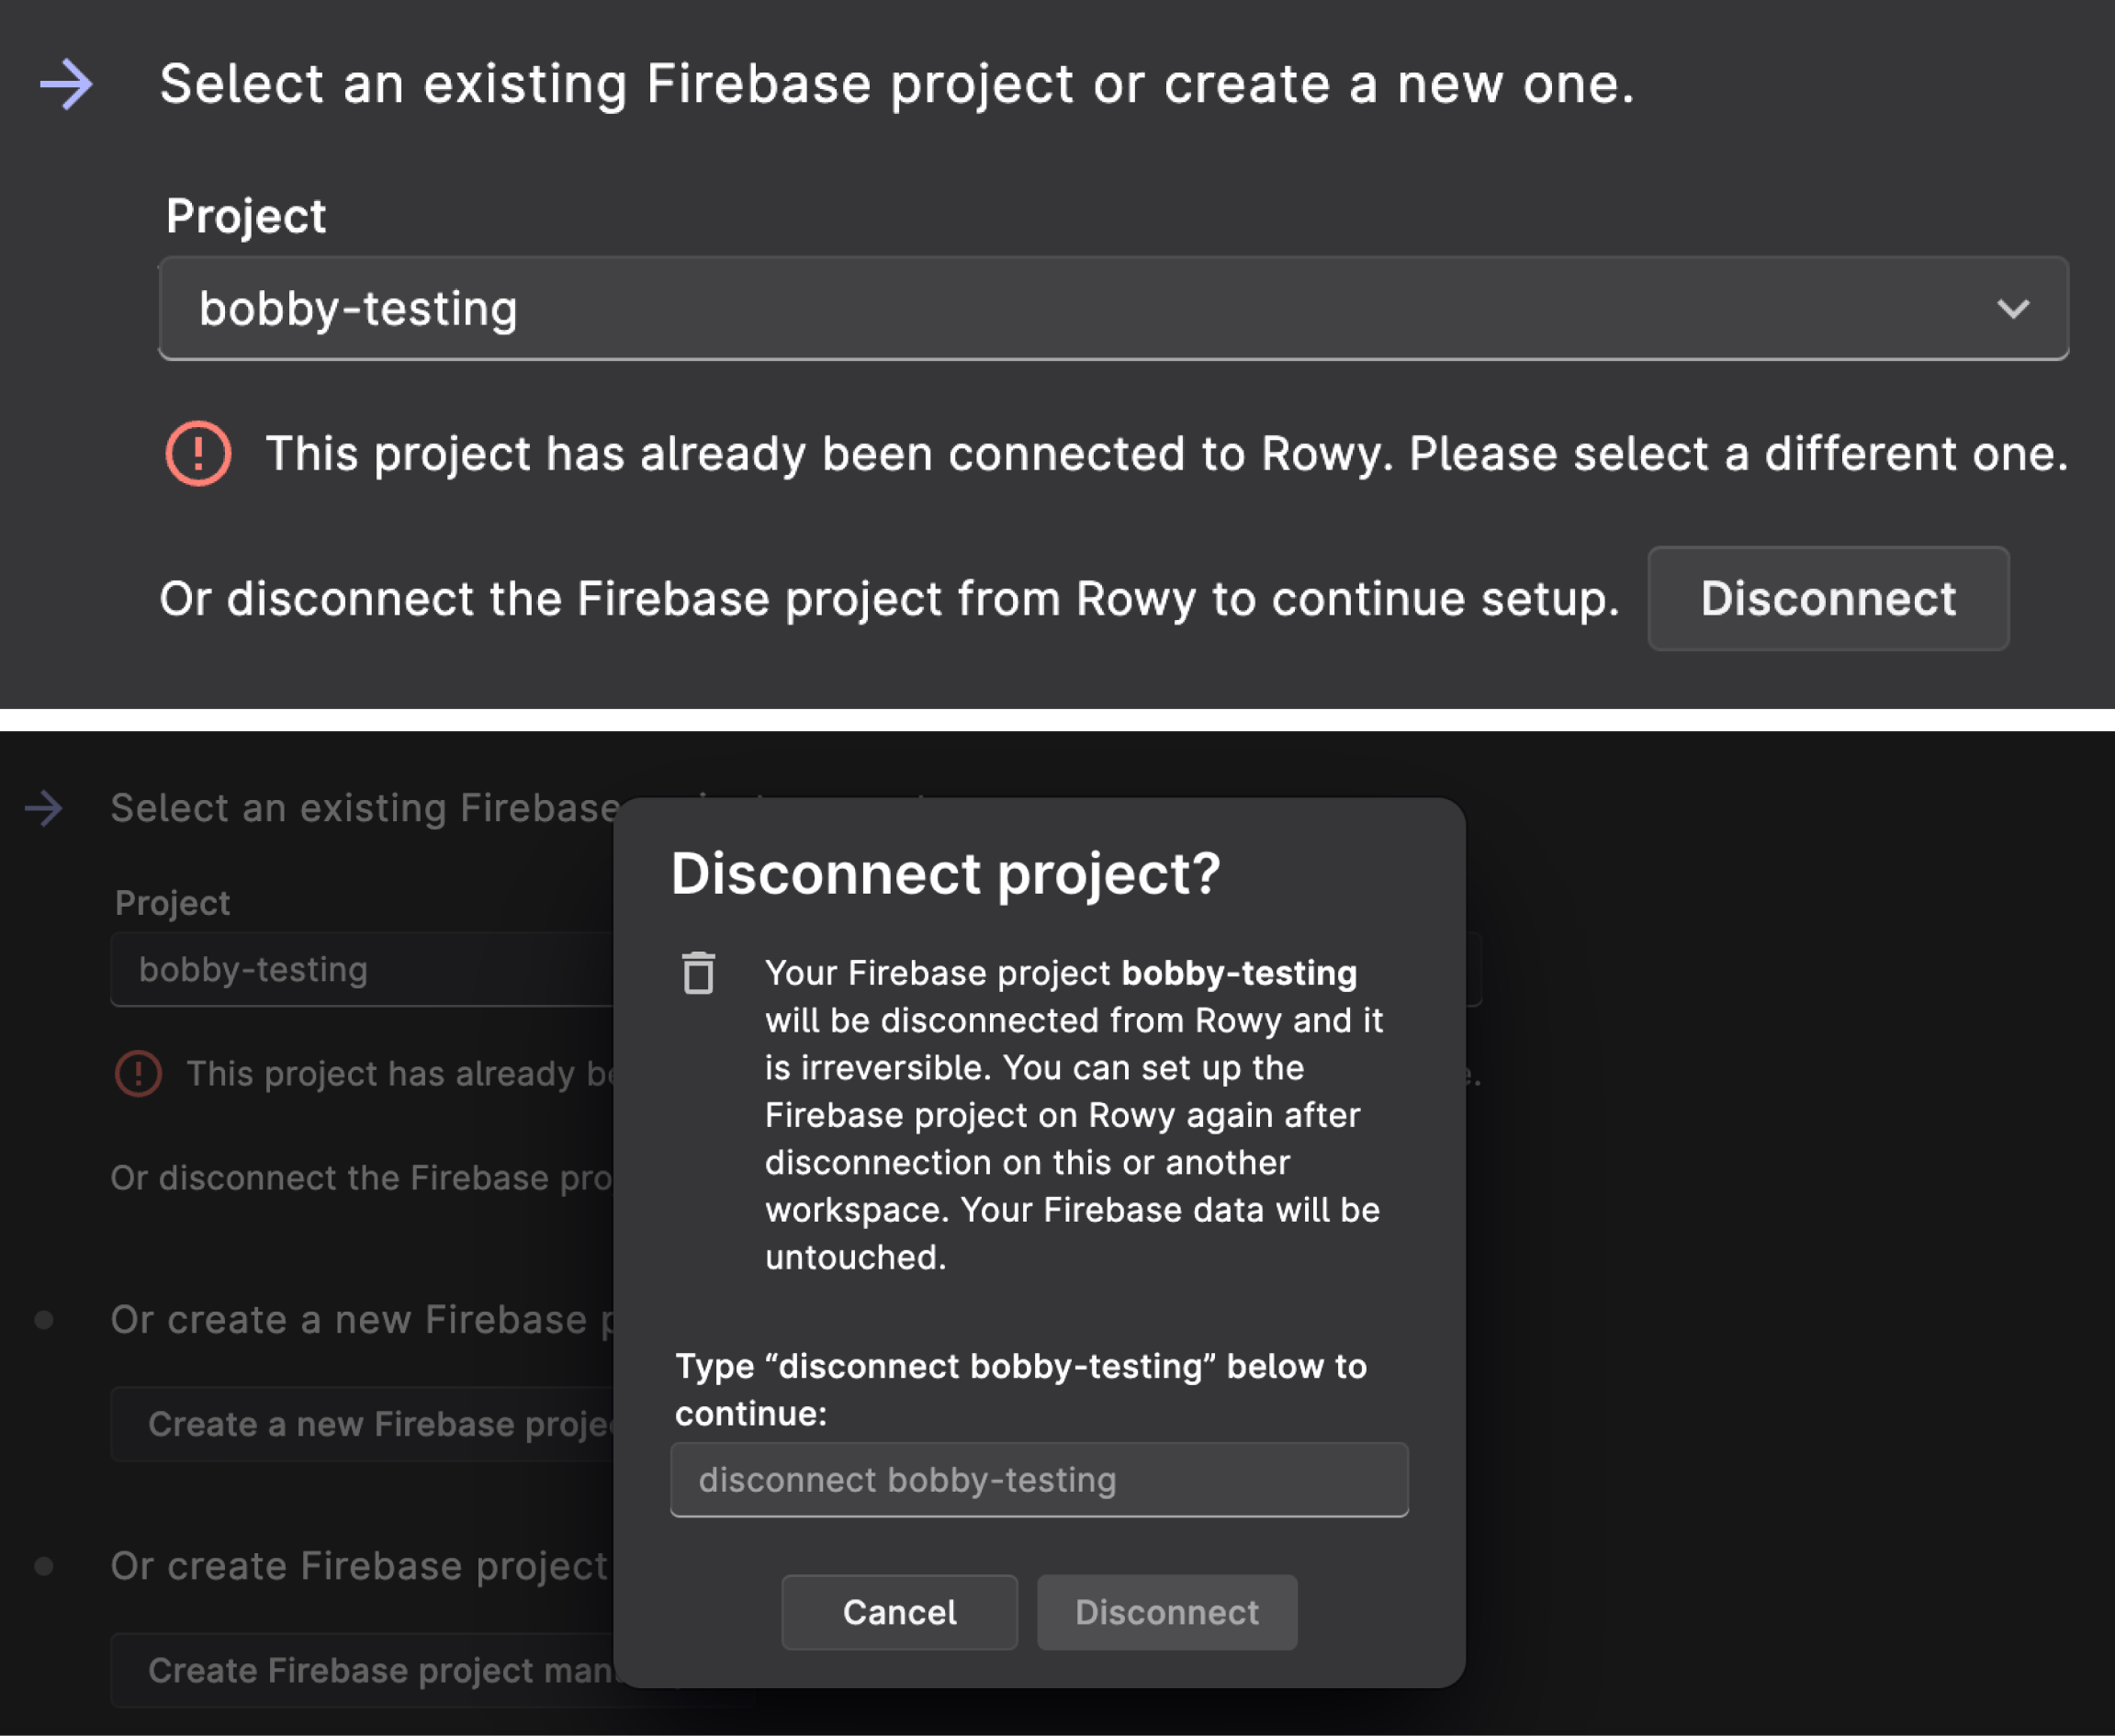 Select an existing Firebase project or create a new one.
Project
bobby-testing
This project has already been connected to Rowy. Please select a different one.
Or disconnect the Firebase project from Rowy to continue setup.
Disconnect
Select an existing Firebase
Project
bobby-testing
This project has already
Or disconnect the Firebase
Or create a new Firebase
Create a new Firebase
Or create Firebase project
Create Firebase project
Disconnect project?
Your Firebase project bobby-testing
will be disconnected from Rowy and it
is irreversible. You can set up the
Firebase project on Rowy again after
disconnection on this or another
workspace. Your Firebase data will be
untouched.
Type “disconnect bobby-testing” below to
continue:
disconnect bobby-testing
Cancel
Disconnect